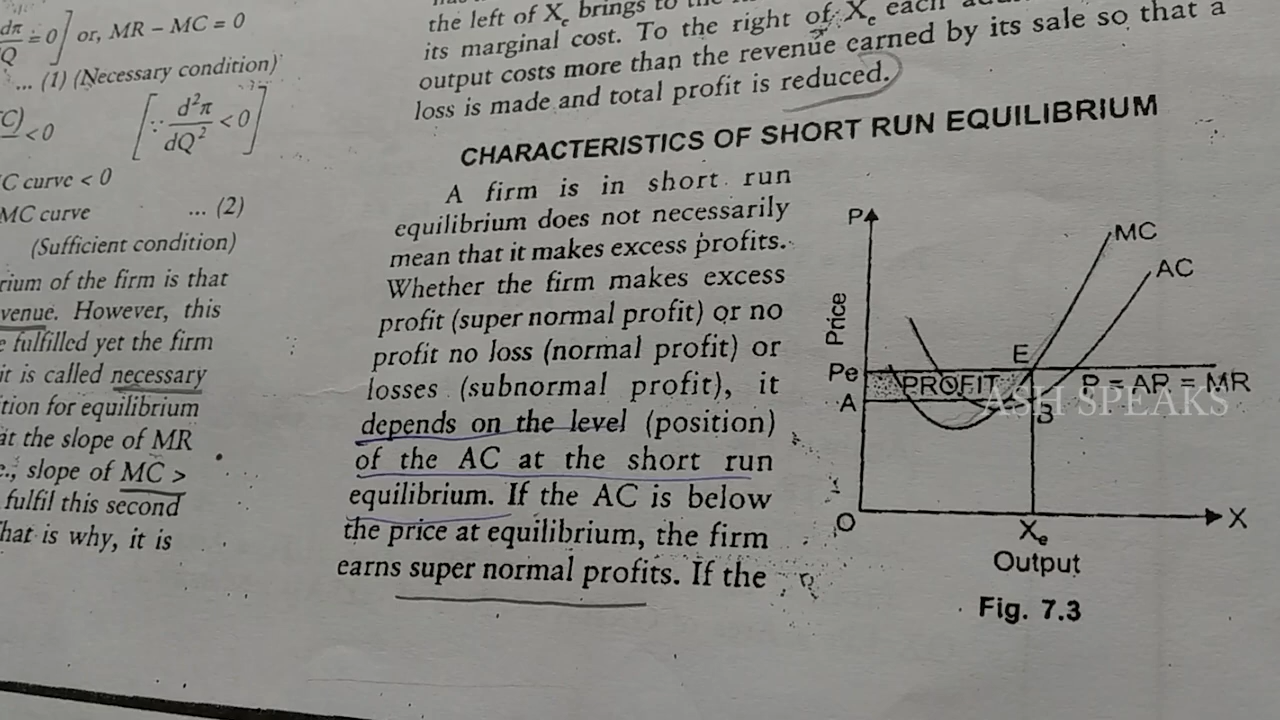 = 0] or, MR – MC = 0
... (1) (Necessary condition)
<0 [∵ d²π/dQ² < 0]
C curve < 0
MC curve ... (2)
(Sufficient condition)
rium of the firm is that
venue. However, this
e fulfilled yet the firm
it is called necessary
tion for equilibrium
at the slope of MR
e., slope of MC >
fulfil this second
hat is why, it is
the left of Xe brings to
its marginal cost. To the right of Xe each
output costs more than the revenue earned by its sale so that a
loss is made and total profit is reduced.
CHARACTERISTICS OF SHORT RUN EQUILIBRIUM
A firm is in short run
equilibrium does not necessarily
mean that it makes excess profits.
Whether the firm makes excess
profit (super normal profit) or no
profit no loss (normal profit) or
losses (subnormal profit), it
depends on the level (position)
of the AC at the short run
equilibrium. If the AC is below
the price at equilibrium, the firm
earns super normal profits. If the
P
MC
AC
Price
E
Pe
PROFIT
P = AR = MR
A
B
ASH SPEAKS
O
Xe
X
Output
Fig. 7.3